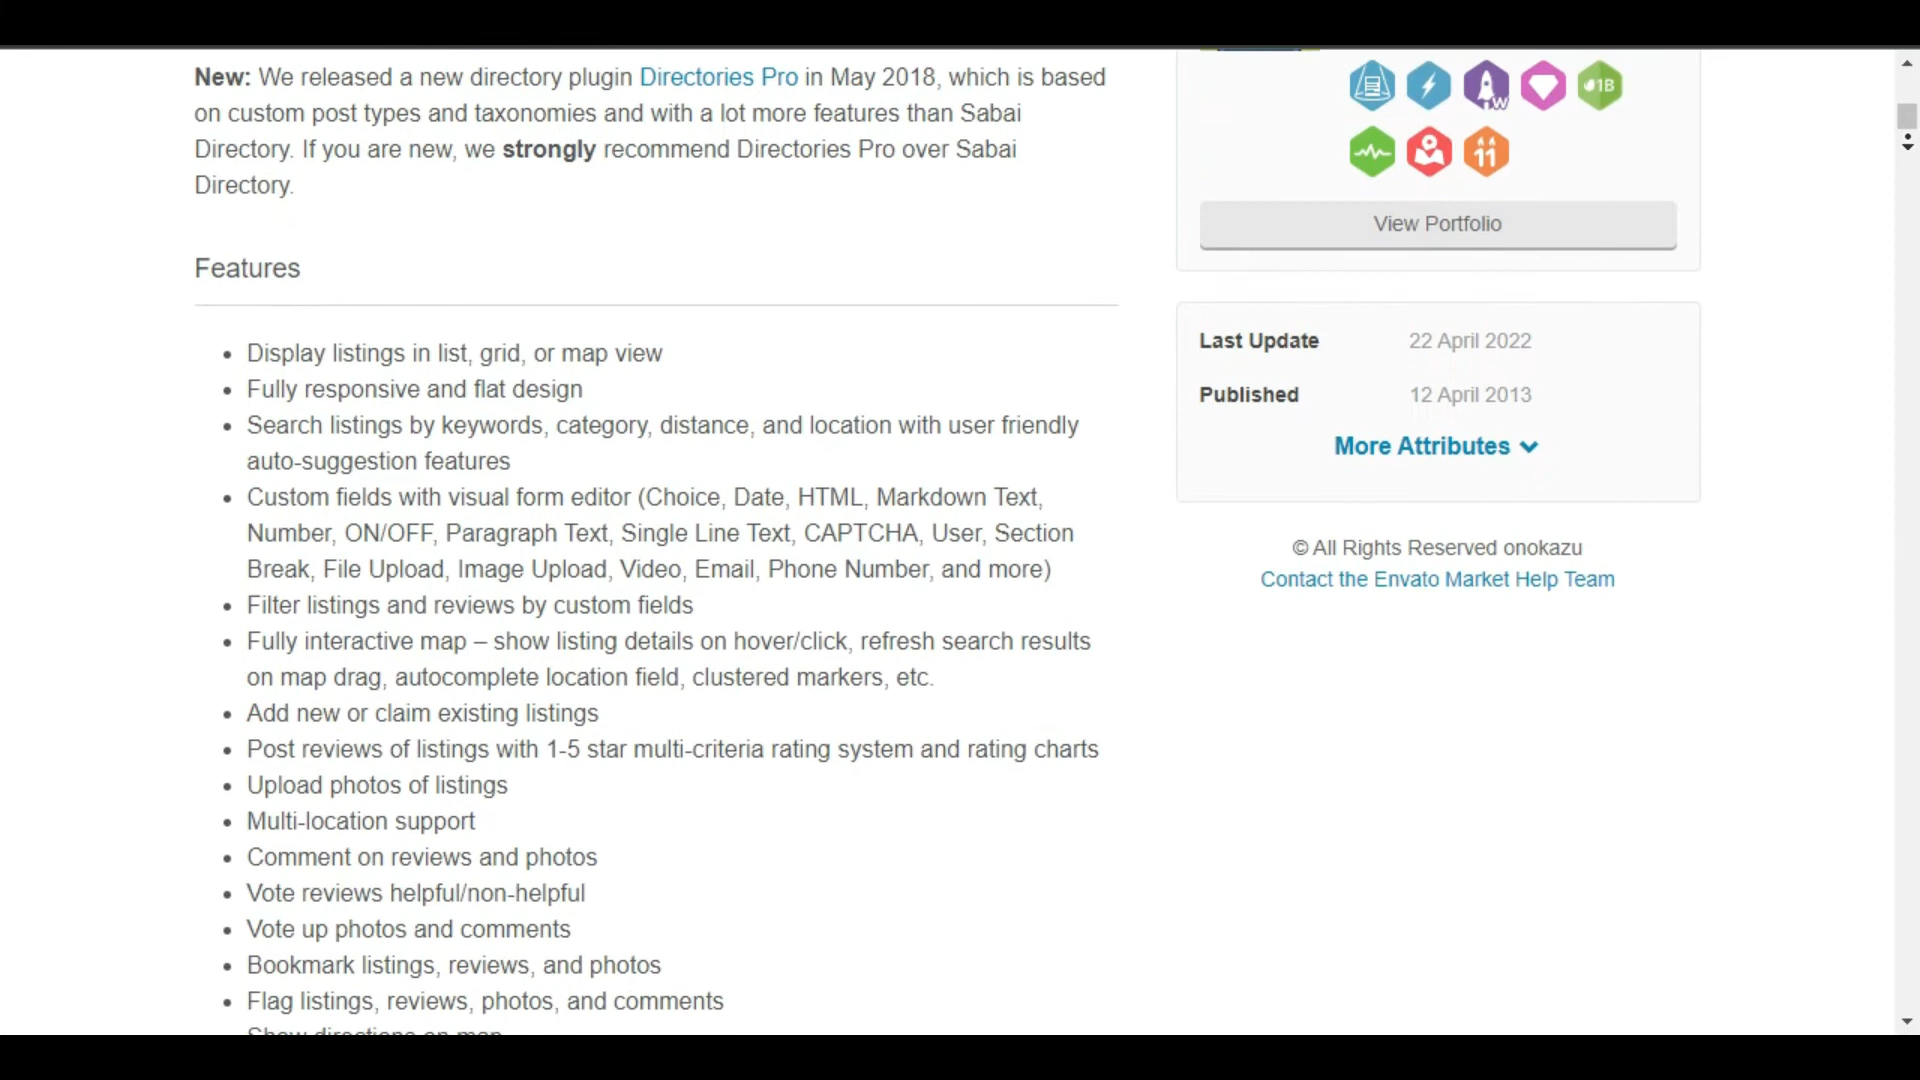 New: We released a new directory plugin Directories Pro in May 2018, which is based
on custom post types and taxonomies and with a lot more features than Sabai
Directory. If you are new, we strongly recommend Directories Pro over Sabai
Directory.
Features
Display listings in list, grid, or map view
Fully responsive and flat design
Search listings by keywords, category, distance, and location with user friendly
auto-suggestion features
Custom fields with visual form editor (Choice, Date, HTML, Markdown Text,
Number, ON/OFF, Paragraph Text, Single Line Text, CAPTCHA, User, Section
Break, File Upload, Image Upload, Video, Email, Phone Number, and more)
Filter listings and reviews by custom fields
Fully interactive map – show listing details on hover/click, refresh search results
on map drag, autocomplete location field, clustered markers, etc.
Add new or claim existing listings
Post reviews of listings with 1-5 star multi-criteria rating system and rating charts
Upload photos of listings
Multi-location support
Comment on reviews and photos
Vote reviews helpful/non-helpful
Vote up photos and comments
Bookmark listings, reviews, and photos
Flag listings, reviews, photos, and comments
Show directions on map
W
1B
11
View Portfolio
Last Update 22 April 2022
Published 12 April 2013
More Attributes
© All Rights Reserved onokazu
Contact the Envato Market Help Team